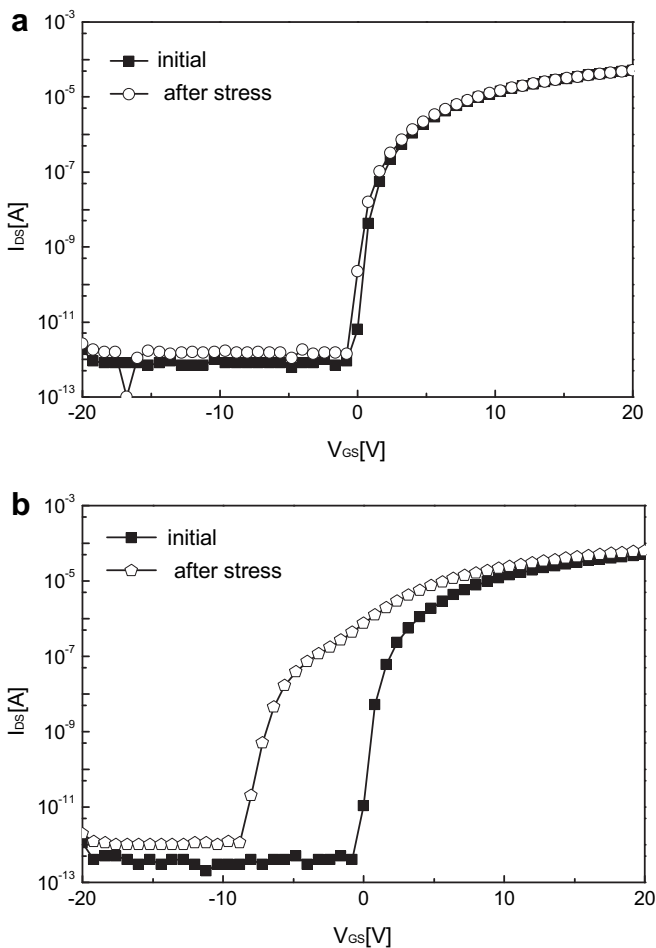 a
10⁻³
initial
after stress
10⁻⁵
10⁻⁷
10⁻⁹
10⁻¹¹
10⁻¹³
IDS[A]
-20 -10 0 10 20
VGS[V]
b
10⁻³
initial
after stress
10⁻⁵
10⁻⁷
10⁻⁹
10⁻¹¹
10⁻¹³
IDS[A]
-20 -10 0 10 20
VGS[V]